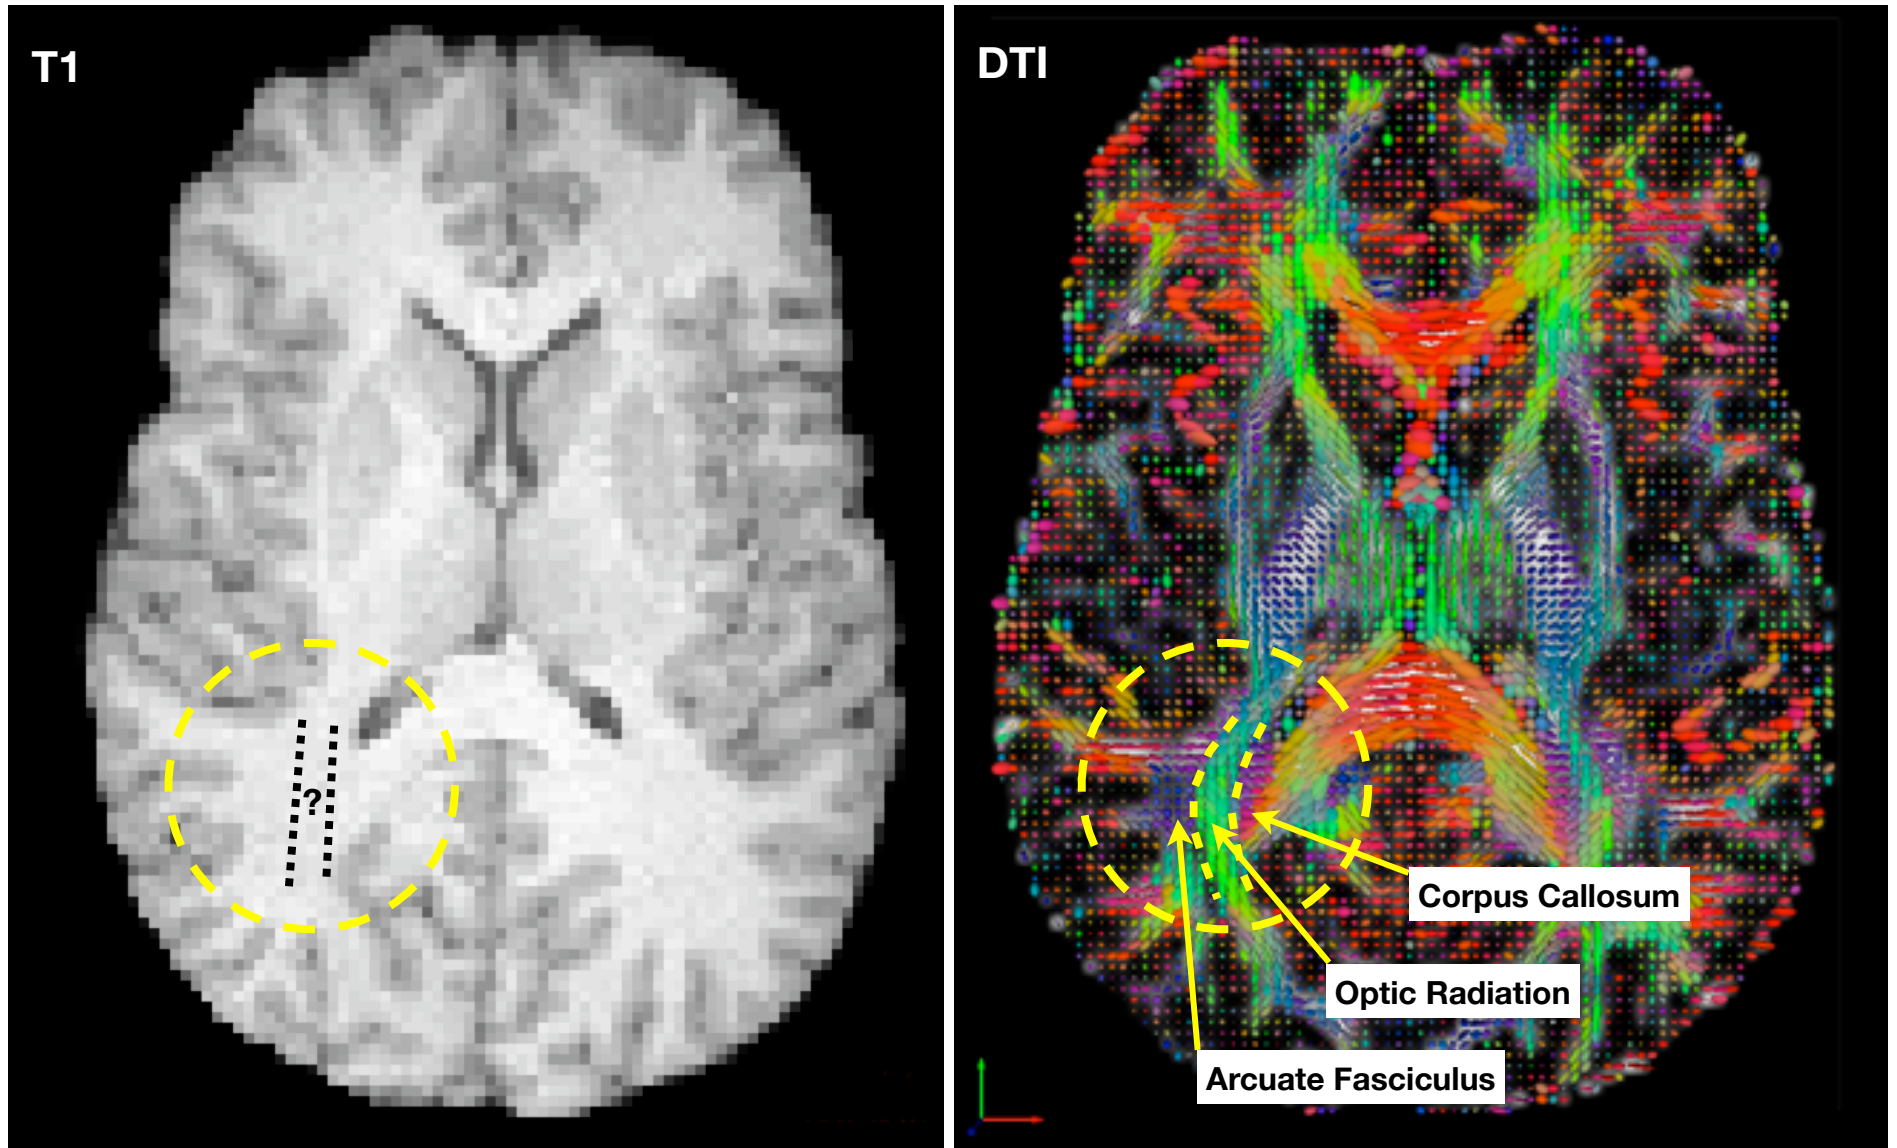 T1
DTI
?
Corpus Callosum
Optic Radiation
Arcuate Fasciculus